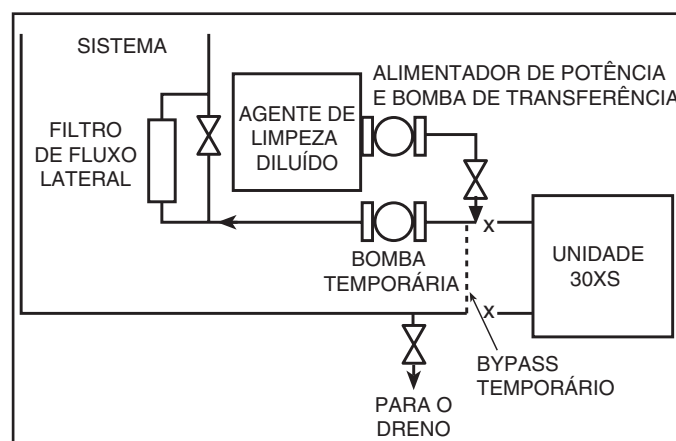 SISTEMA
ALIMENTADOR DE POTÊNCIA
E BOMBA DE TRANSFERÊNCIA
AGENTE DE
LIMPEZA
DILUÍDO
FILTRO
DE FLUXO
LATERAL
x
BOMBA
TEMPORÁRIA
UNIDADE
30XS
x
BYPASS
TEMPORÁRIO
PARA O
DRENO